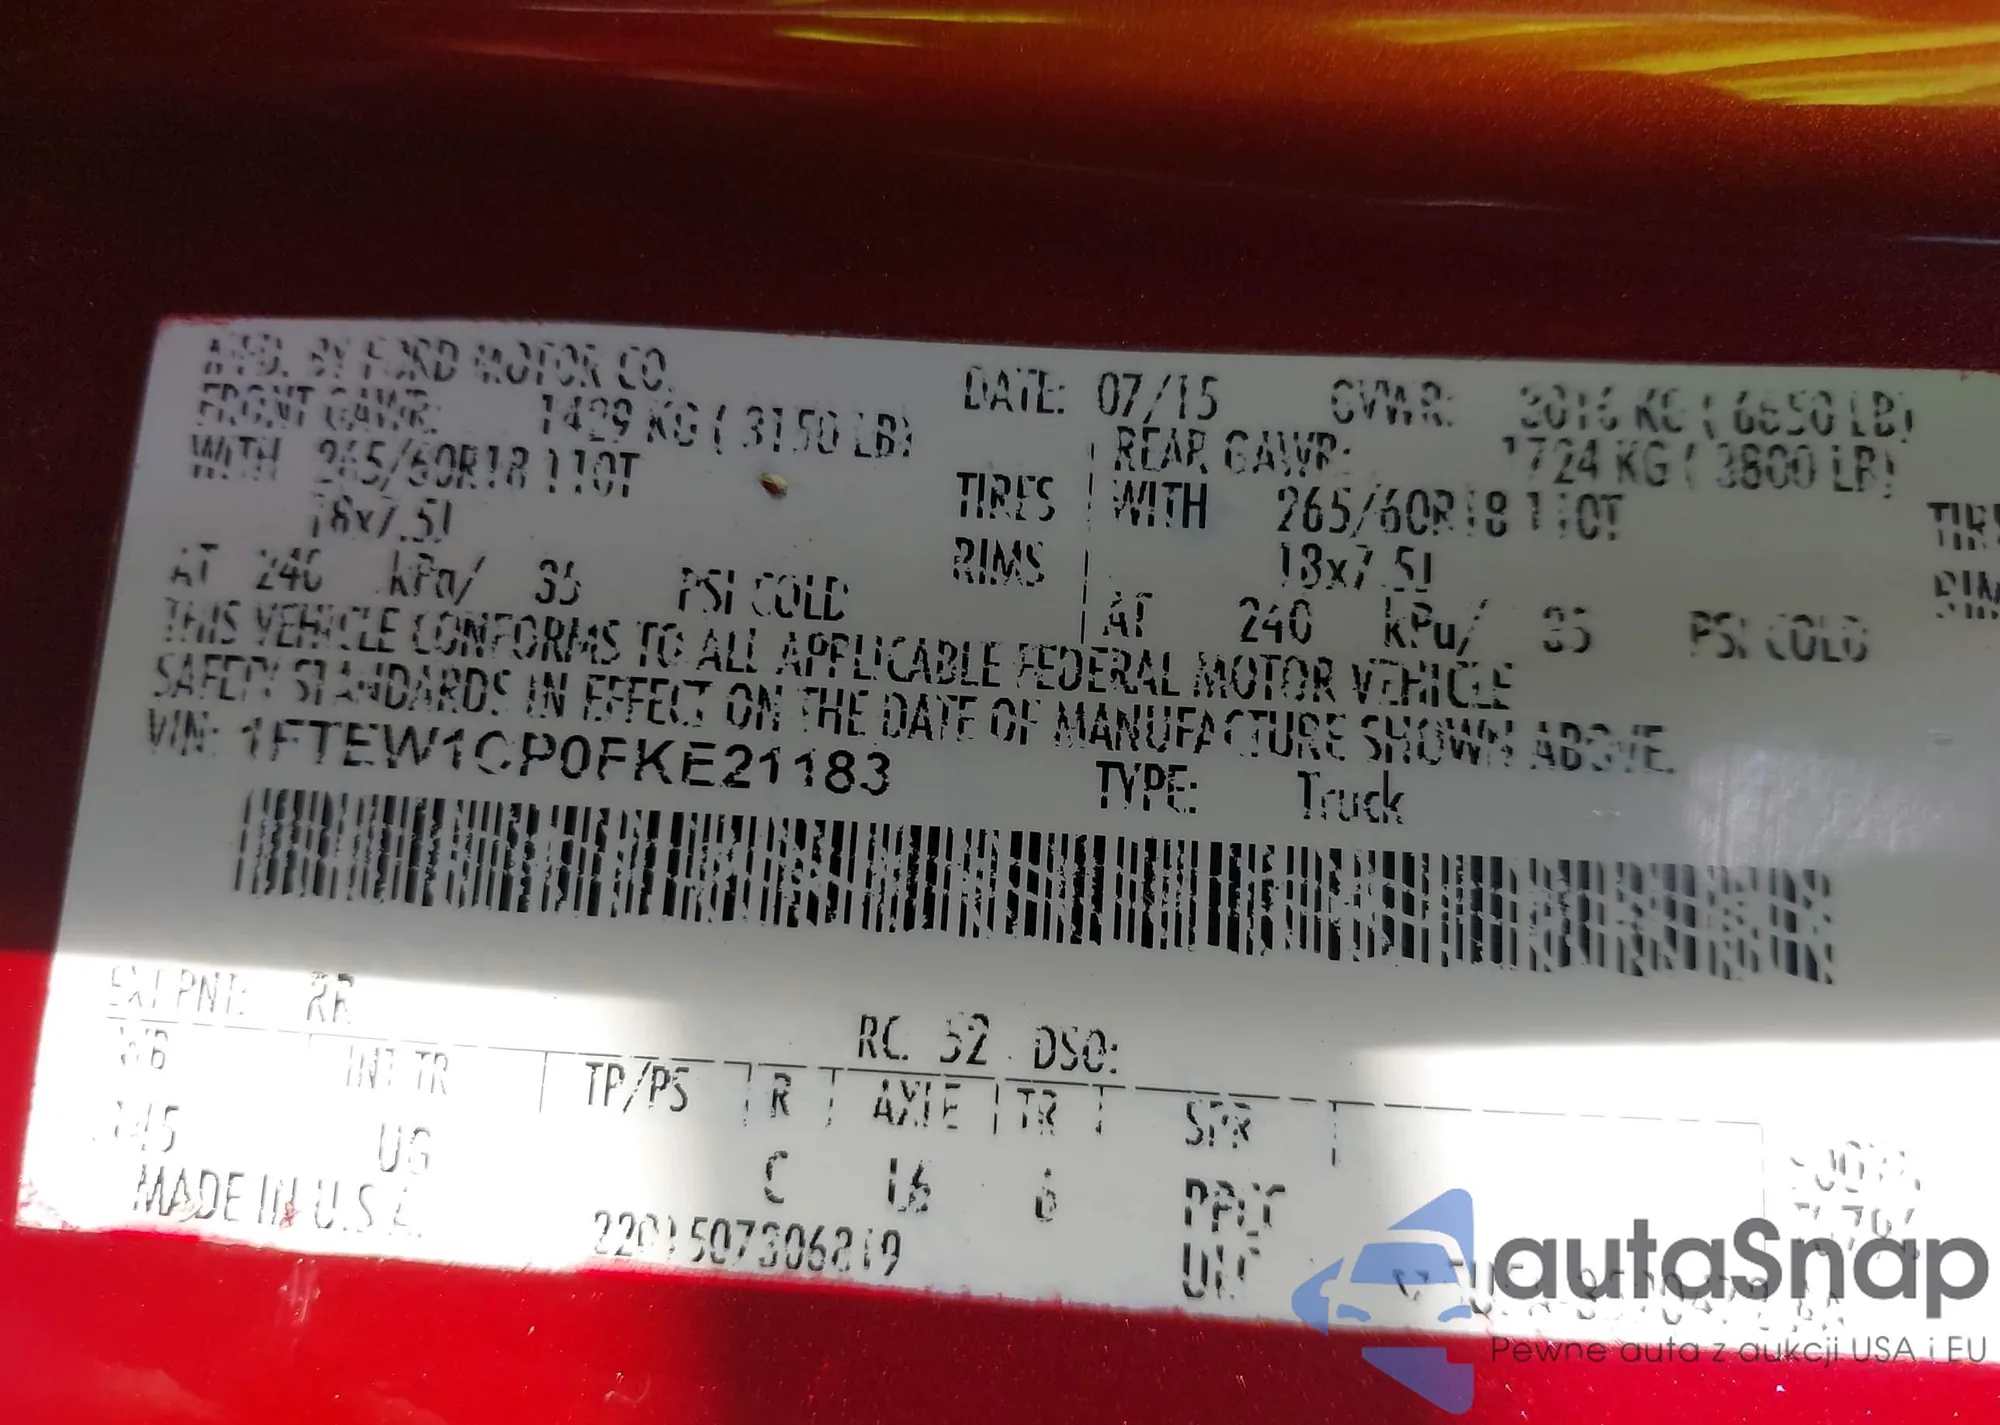 MFD. BY FORD MOTOR CO. DATE: 07/15 GVWR: 3016 KG ( 6650 LB)
FRONT GAWR: 1429 KG ( 3150 LB) REAR GAWR: 1724 KG ( 3800 LB)
WITH 265/60R18 110T TIRES WITH 265/60R18 110T
18x7.5J RIMS 18x7.5J
AT 240 kPa/ 35 PSI COLD AT 240 kPa/ 35 PSI COLD
THIS VEHICLE CONFORMS TO ALL APPLICABLE FEDERAL MOTOR VEHICLE
SAFETY STANDARDS IN EFFECT ON THE DATE OF MANUFACTURE SHOWN ABOVE.
VIN: 1FTEW1CP0FKE21183 TYPE: Truck
EXT PNT: RR RC: 52 DSO:
WB INT TR TP/PS R AXLE TR SPR
145 UG C L6 6
MADE IN U.S.A. 2201507306819
autaSnap
Pewne auta z aukcji USA i EU